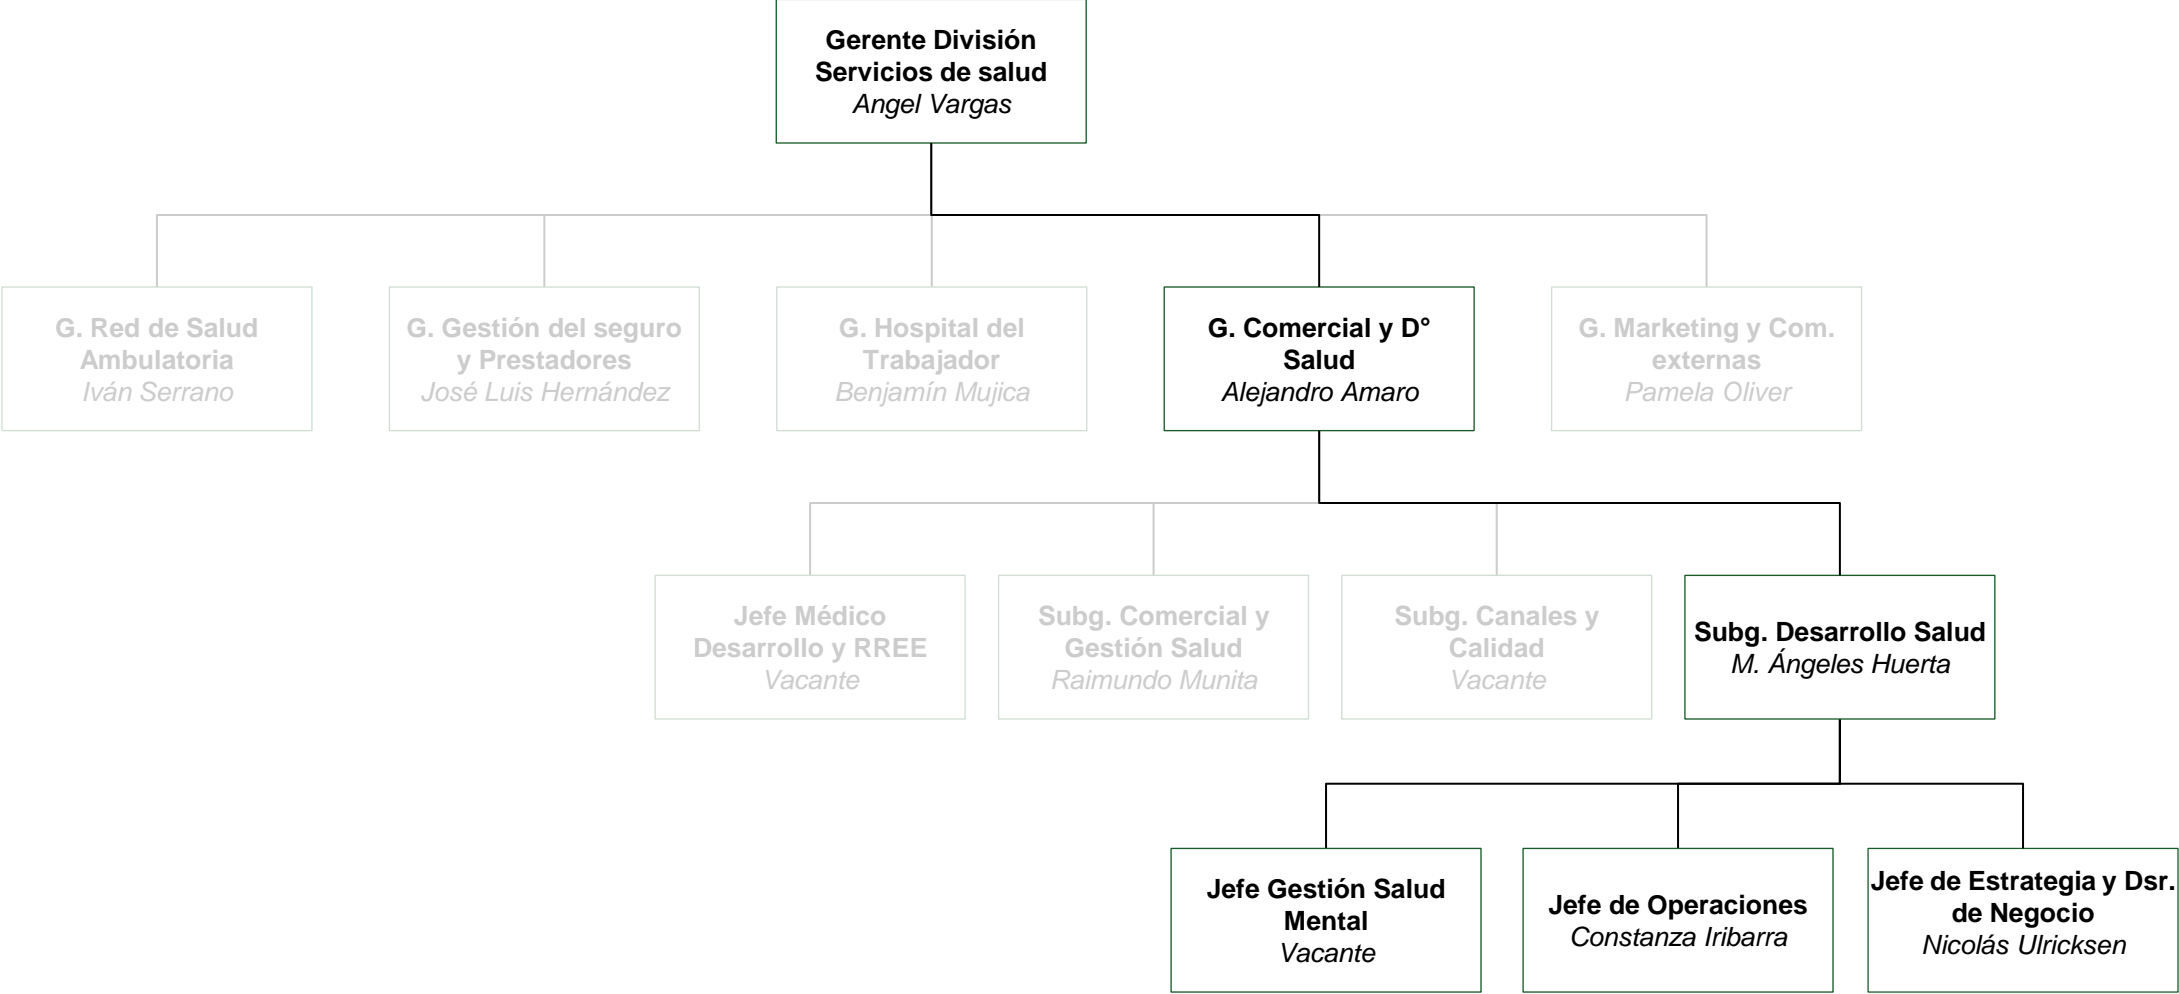 Gerente División
Servicios de salud
Angel Vargas
G. Red de Salud
Ambulatoria
Iván Serrano
G. Gestión del seguro
y Prestadores
José Luis Hernández
G. Hospital del
Trabajador
Benjamín Mujica
G. Comercial y D°
Salud
Alejandro Amaro
G. Marketing y Com.
externas
Pamela Oliver
Jefe Médico
Desarrollo y RREE
Vacante
Subg. Comercial y
Gestión Salud
Raimundo Munita
Subg. Canales y
Calidad
Vacante
Subg. Desarrollo Salud
M. Ángeles Huerta
Jefe Gestión Salud
Mental
Vacante
Jefe de Operaciones
Constanza Iribarra
Jefe de Estrategia y Dsr.
de Negocio
Nicolás Ulricksen